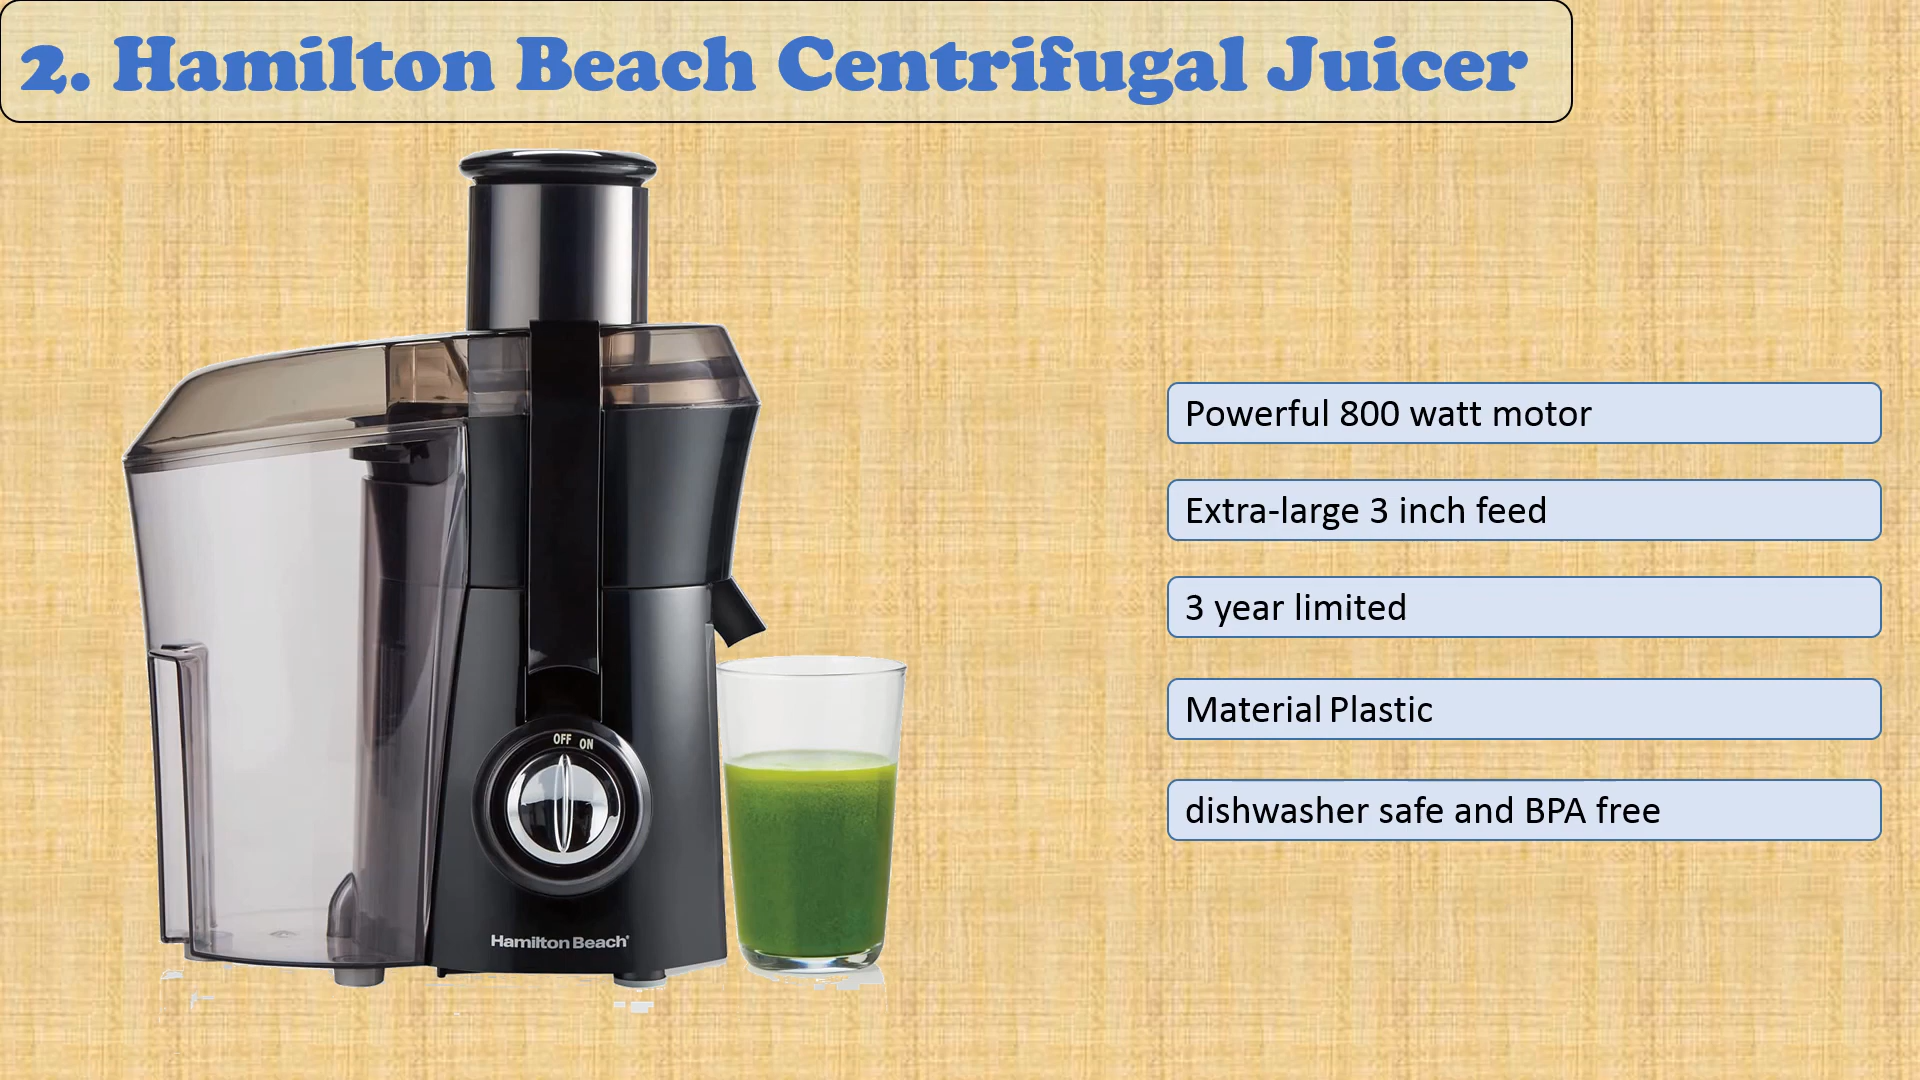 2. Hamilton Beach Centrifugal Juicer
Powerful 800 watt motor
Extra-large 3 inch feed
3 year limited
Material Plastic
dishwasher safe and BPA free
OFF ON
Hamilton Beach